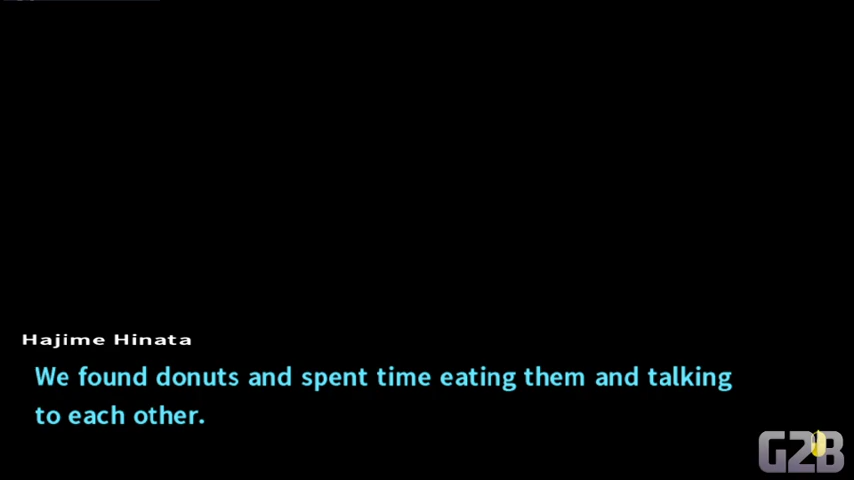 Hajime Hinata
We found donuts and spent time eating them and talking
to each other.
G2B